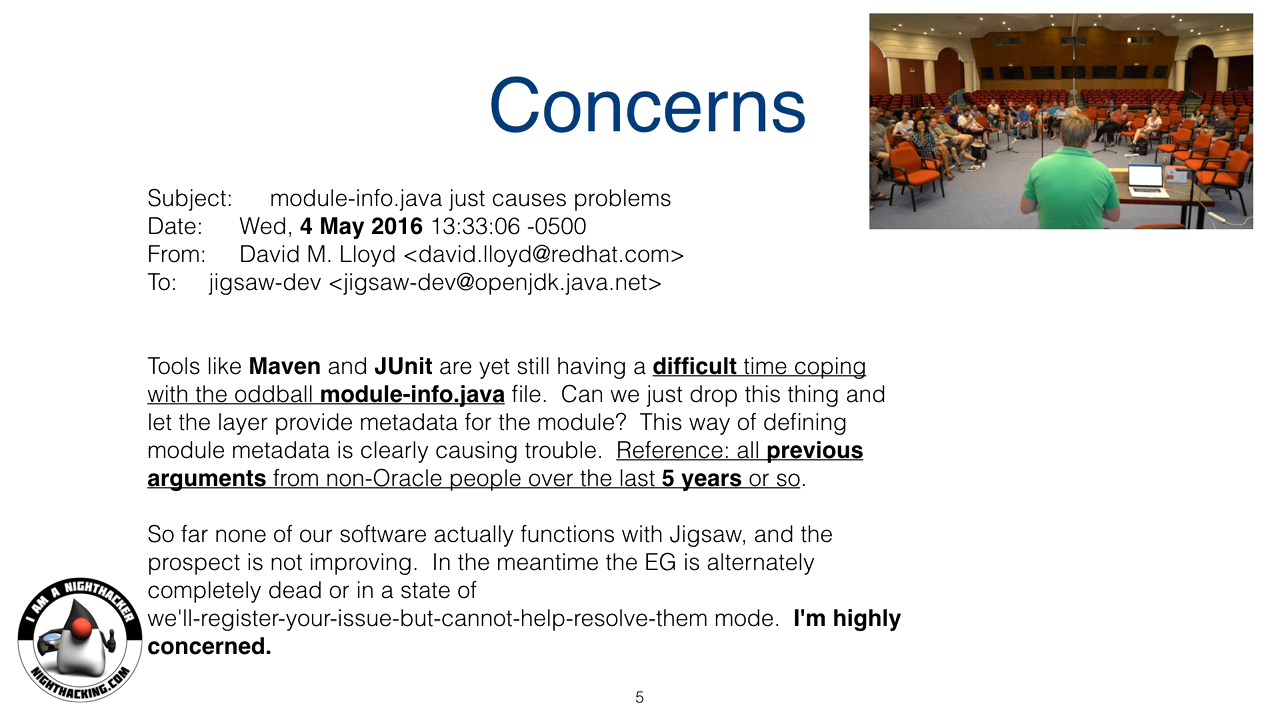 Concerns
Subject: module-info.java just causes problems
Date: Wed, 4 May 2016 13:33:06 -0500
From: David M. Lloyd <david.lloyd@redhat.com>
To: jigsaw-dev <jigsaw-dev@openjdk.java.net>
Tools like Maven and JUnit are yet still having a difficult time coping
with the oddball module-info.java file. Can we just drop this thing and
let the layer provide metadata for the module? This way of defining
module metadata is clearly causing trouble. Reference: all previous
arguments from non-Oracle people over the last 5 years or so.
So far none of our software actually functions with Jigsaw, and the
prospect is not improving. In the meantime the EG is alternately
completely dead or in a state of
we'll-register-your-issue-but-cannot-help-resolve-them mode. I'm highly
concerned.
I AM A NIGHTHACKER
NIGHTHACKING.COM
5